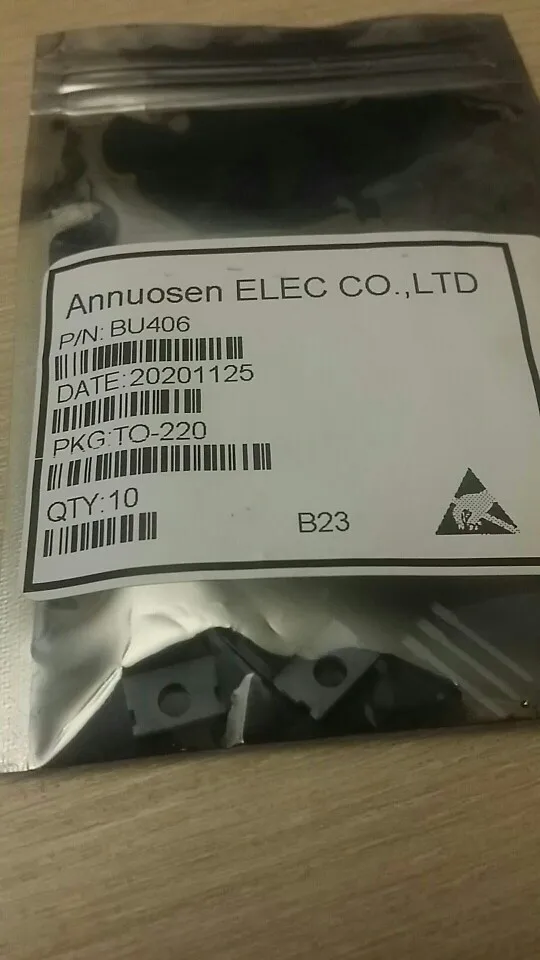 Annuosen ELEC CO.,LTD
P/N: BU406
DATE:20201125
PKG:TO-220
QTY:10
B23